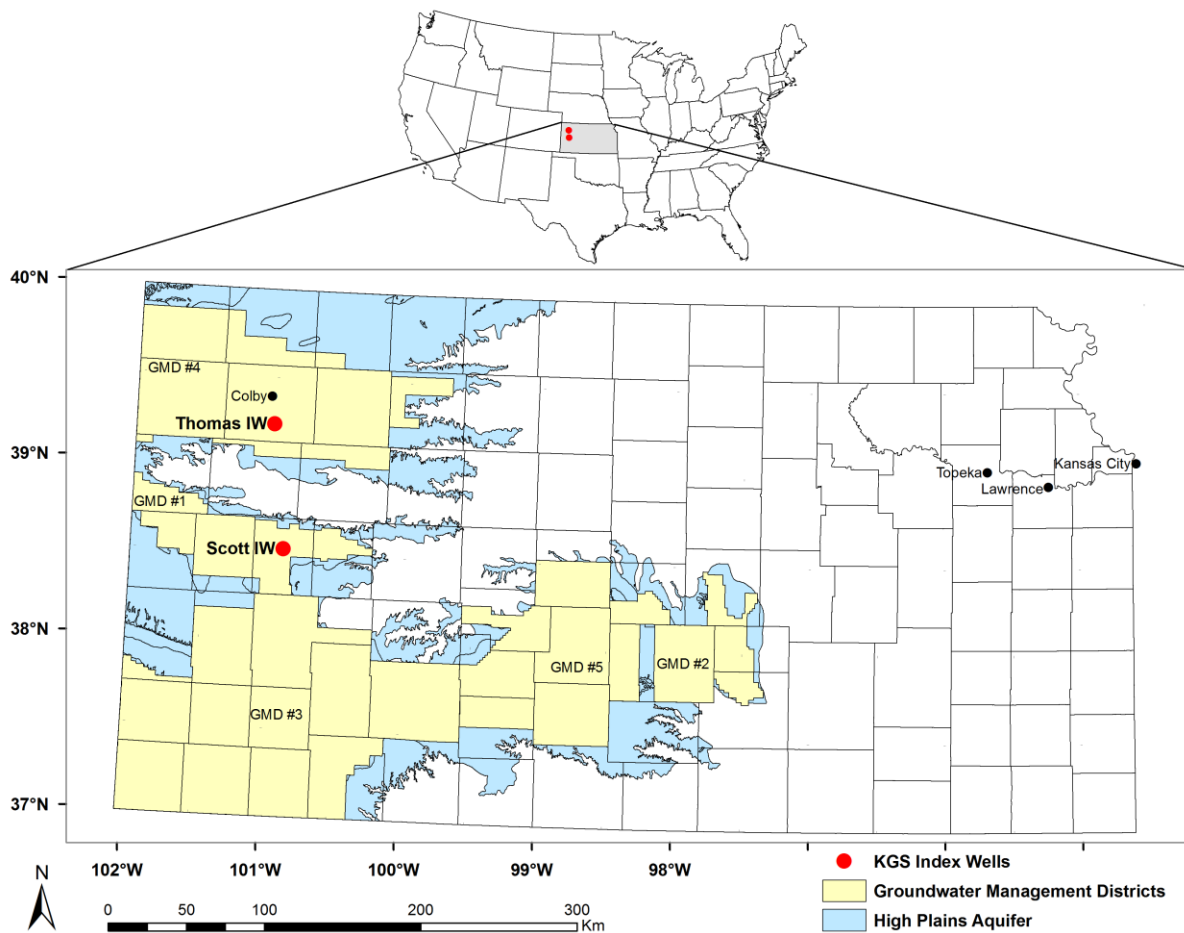 40°N
GMD #4
Colby
Thomas IW
39°N
Kansas City
Topeka
Lawrence
GMD #1
Scott IW
38°N
GMD #5
GMD #2
GMD #3
37°N
102°W 101°W 100°W 99°W 98°W
N
KGS Index Wells
Groundwater Management Districts
High Plains Aquifer
0 50 100 200 300
Km